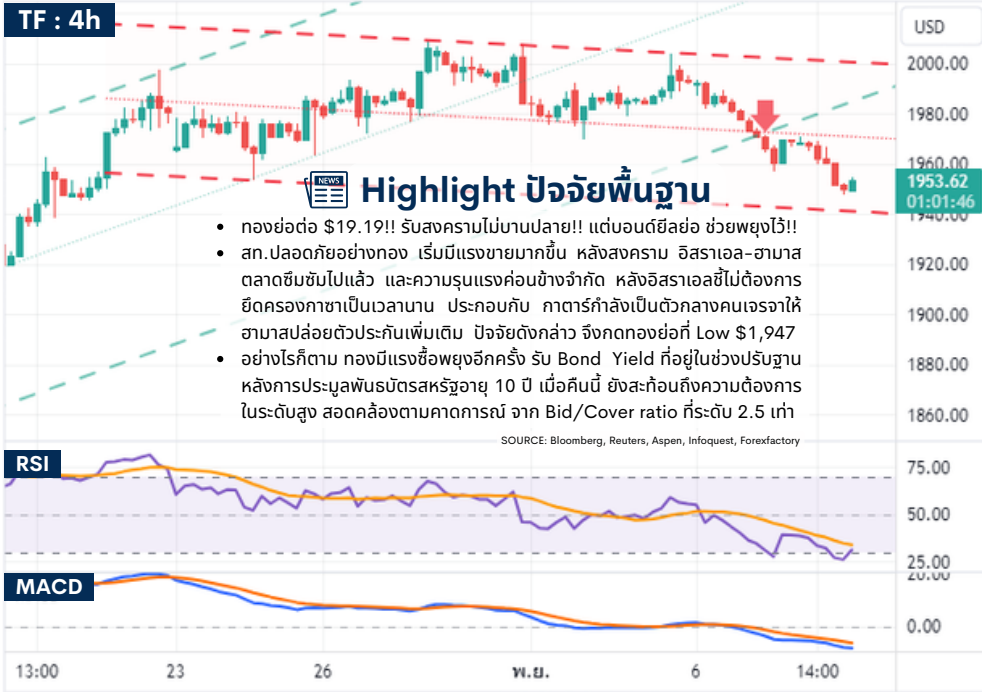 TF : 4h
USD
2000.00
1980.00
1960.00
1953.62
01:01:46
1940.00
1920.00
1900.00
1880.00
1860.00
NEWS
Highlight ปัจจัยพื้นฐาน
• ทองย่อต่อ $19.19!! รับสงครามไม่บานปลาย!! แต่บอนด์ยีลย่อ ช่วยพยุงไว้!!
• สท.ปลอดภัยอย่างทอง เริ่มมีแรงขายมากขึ้น หลังสงคราม อิสราเอล-ฮามาส
ตลาดซึมซับไปแล้ว และความรุนแรงค่อนข้างจำกัด หลังอิสราเอลชี้ไม่ต้องการ
ยึดครองกาซาเป็นเวลานาน ประกอบกับ กาตาร์กำลังเป็นตัวกลางคนเจรจาให้
ฮามาสปล่อยตัวประกันเพิ่มเติม ปัจจัยดังกล่าว จึงกดทองย่อที่ Low $1,947
• อย่างไรก็ตาม ทองมีแรงซื้อพยุงอีกครั้ง รับ Bond Yield ที่อยู่ในช่วงปรับฐาน
หลังการประมูลพันธบัตรสหรัฐอายุ 10 ปี เมื่อคืนนี้ ยังสะท้อนถึงความต้องการ
ในระดับสูง สอดคล้องตามคาดการณ์ จาก Bid/Cover ratio ที่ระดับ 2.5 เท่า
SOURCE: Bloomberg, Reuters, Aspen, Infoquest, Forexfactory
RSI
75.00
50.00
25.00
MACD
20.00
0.00
13:00
23
26
พ.ย.
6
14:00